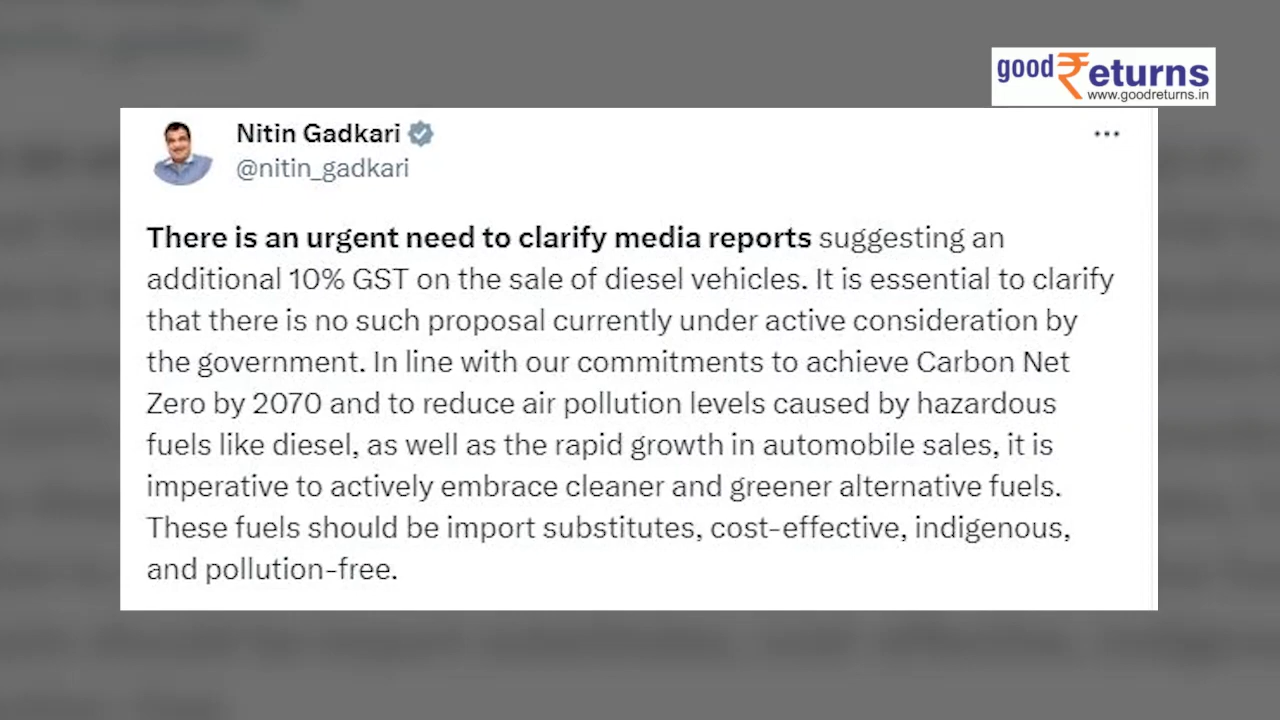 good₹eturns
www.goodreturns.in
Nitin Gadkari
@nitin_gadkari
There is an urgent need to clarify media reports suggesting an
additional 10% GST on the sale of diesel vehicles. It is essential to clarify
that there is no such proposal currently under active consideration by
the government. In line with our commitments to achieve Carbon Net
Zero by 2070 and to reduce air pollution levels caused by hazardous
fuels like diesel, as well as the rapid growth in automobile sales, it is
imperative to actively embrace cleaner and greener alternative fuels.
These fuels should be import substitutes, cost-effective, indigenous,
and pollution-free.